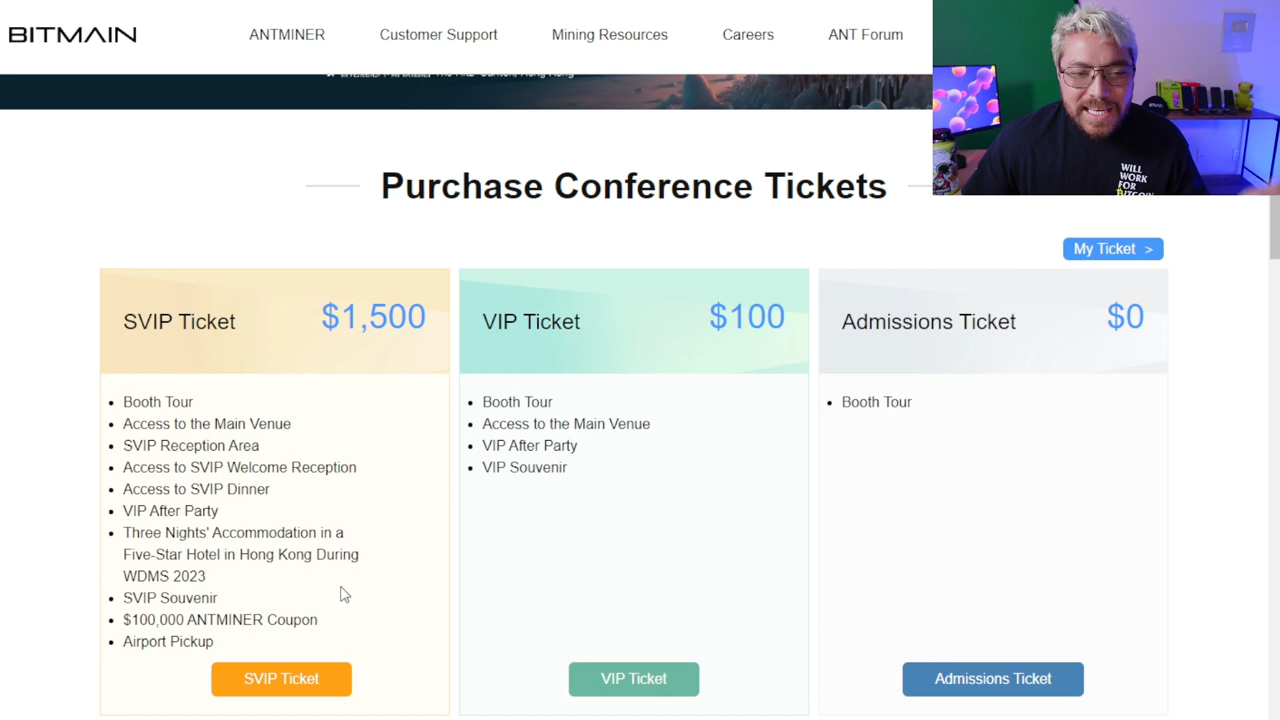 BITMAIN
ANTMINER
Customer Support
Mining Resources
Careers
ANT Forum
Hong Kong
Purchase Conference Tickets
My Ticket >
SVIP Ticket
$1,500
VIP Ticket
$100
Admissions Ticket
$0
• Booth Tour
• Access to the Main Venue
• SVIP Reception Area
• Access to SVIP Welcome Reception
• Access to SVIP Dinner
• VIP After Party
• Three Nights' Accommodation in a
Five-Star Hotel in Hong Kong During
WDMS 2023
• SVIP Souvenir
• $100,000 ANTMINER Coupon
• Airport Pickup
SVIP Ticket
• Booth Tour
• Access to the Main Venue
• VIP After Party
• VIP Souvenir
VIP Ticket
• Booth Tour
Admissions Ticket
WILL
WORK
FOR
BITCOIN